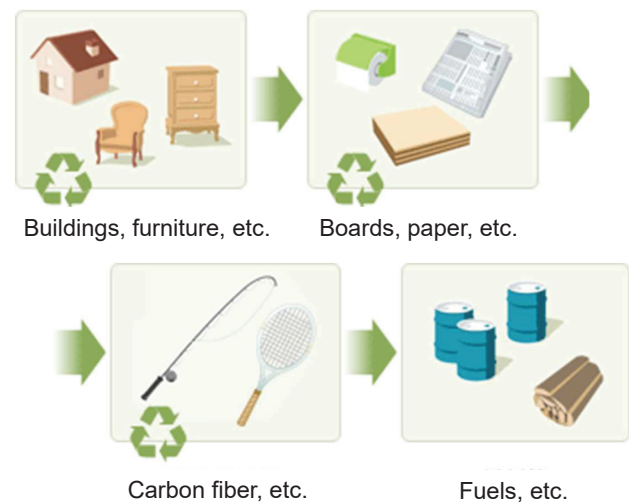 Buildings, furniture, etc.
Boards, paper, etc.
Carbon fiber, etc.
Fuels, etc.